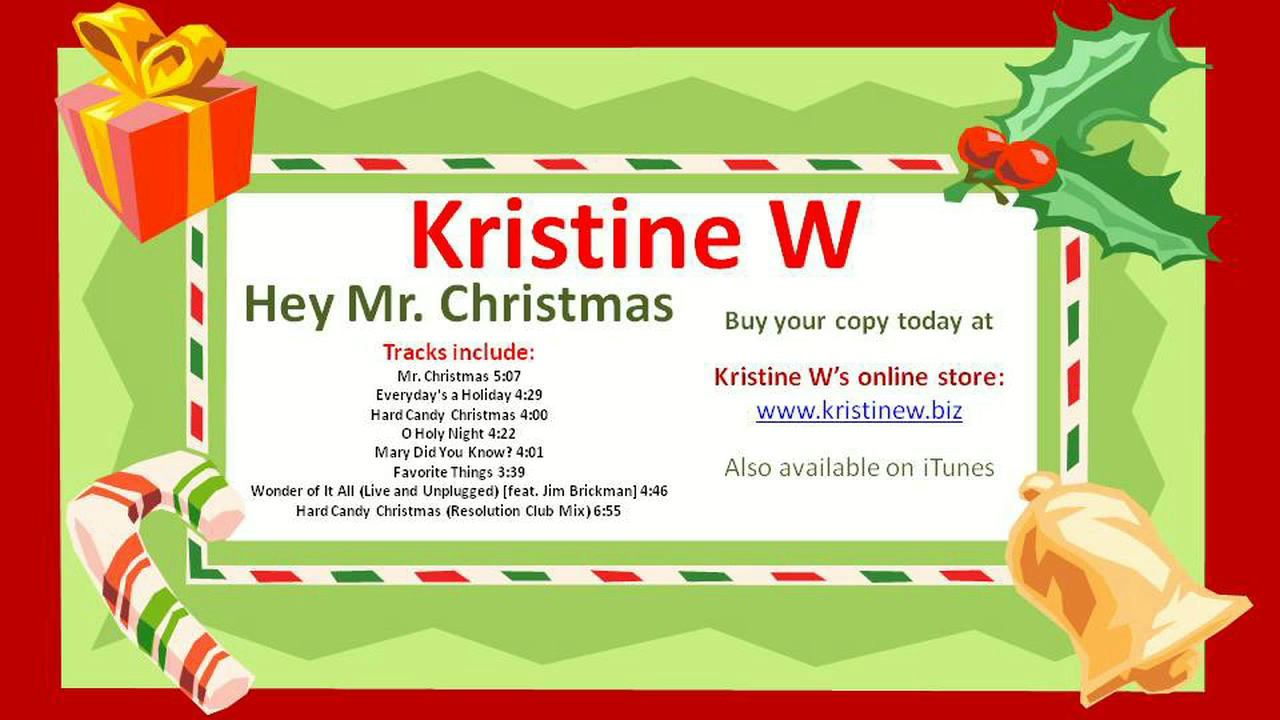 Kristine W
Hey Mr. Christmas
Tracks include:
Mr. Christmas 5:07
Everyday's a Holiday 4:29
Hard Candy Christmas 4:00
O Holy Night 4:22
Mary Did You Know? 4:01
Favorite Things 3:39
Wonder of It All (Live and Unplugged) [feat. Jim Brickman] 4:46
Hard Candy Christmas (Resolution Club Mix) 6:55
Buy your copy today at
Kristine W’s online store:
www.kristinew.biz
Also available on iTunes